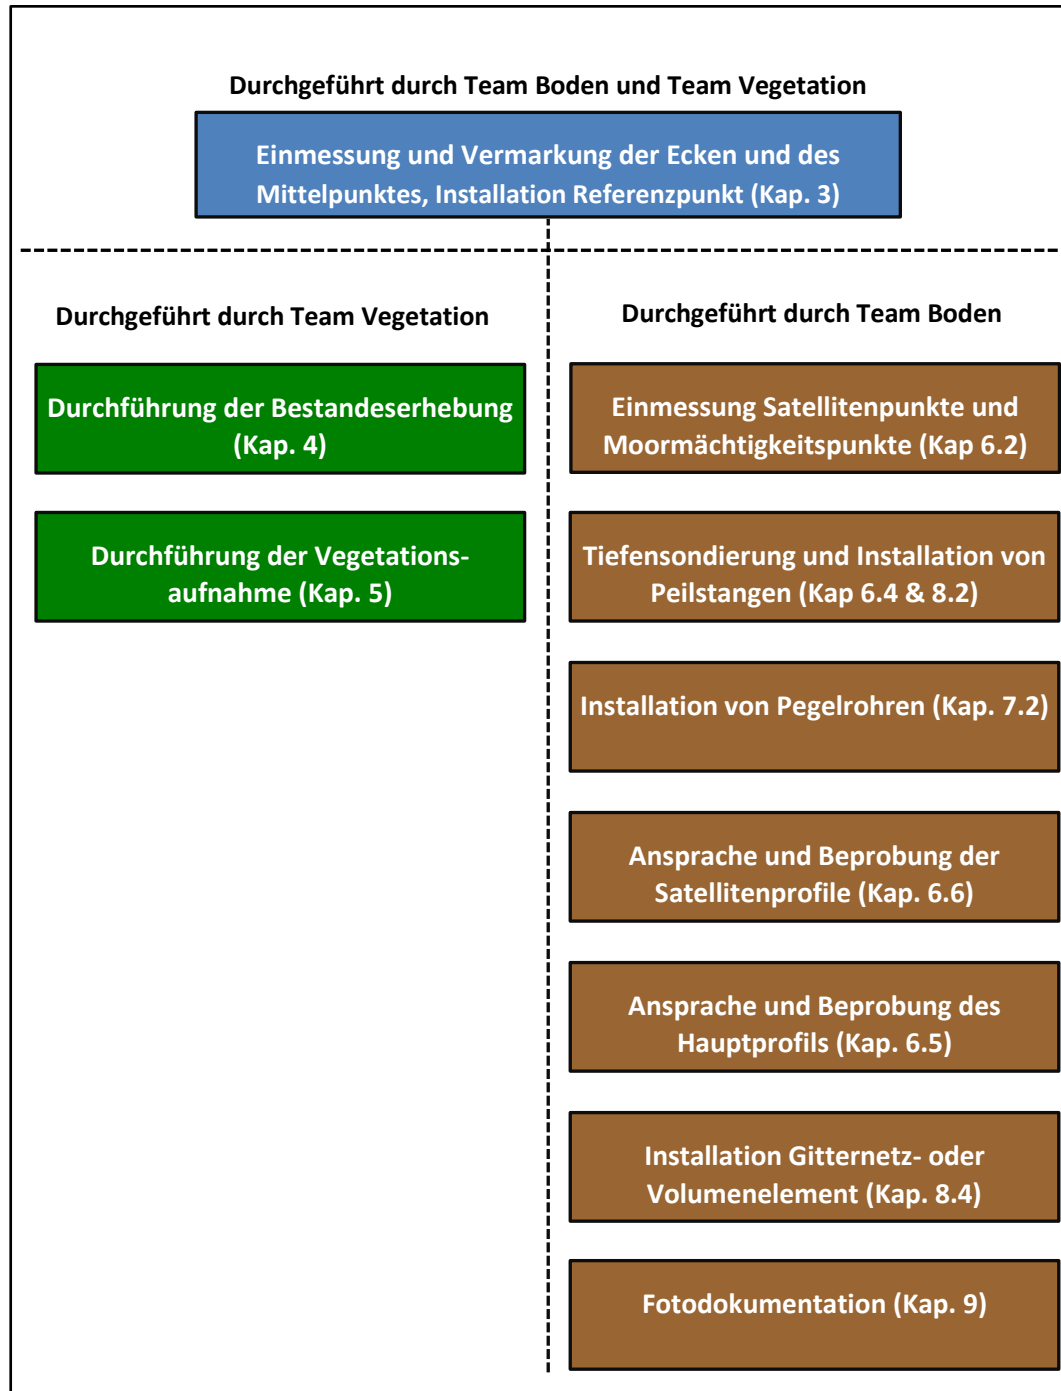 Durchgeführt durch Team Boden und Team Vegetation
Einmessung und Vermarkung der Ecken und des
Mittelpunktes, Installation Referenzpunkt (Kap. 3)
Durchgeführt durch Team Vegetation
Durchführung der Bestandeserhebung
(Kap. 4)
Durchführung der Vegetations-
aufnahme (Kap. 5)
Durchgeführt durch Team Boden
Einmessung Satellitenpunkte und
Moormächtigkeitspunkte (Kap 6.2)
Tiefensondierung und Installation von
Peilstangen (Kap 6.4 & 8.2)
Installation von Pegelrohren (Kap. 7.2)
Ansprache und Beprobung der
Satellitenprofile (Kap. 6.6)
Ansprache und Beprobung des
Hauptprofils (Kap. 6.5)
Installation Gitternetz- oder
Volumenelement (Kap. 8.4)
Fotodokumentation (Kap. 9)